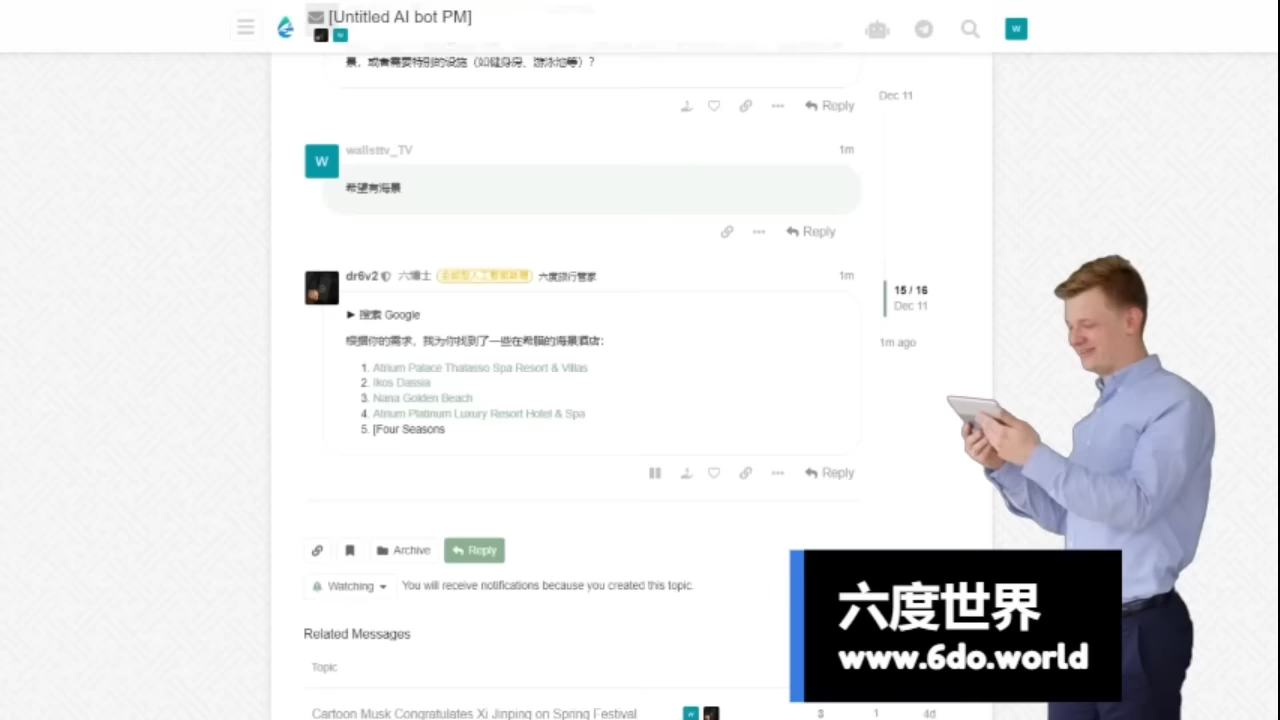 [Untitled AI bot PM]
W
景，或者需要特别的设施（如健身房、游泳池等）？
Reply
Dec 11
W
wallsttv_TV
1m
希望有海景
Reply
dr6v2 六博士 六度旅行管家
1m
15 / 16
Dec 11
1m ago
▶ 搜索 Google
根据你的需求，我为你找到了一些在希腊的海景酒店：
1. Atrium Palace Thalasso Spa Resort & Villas
2. Ikos Dassia
3. Nana Golden Beach
4. Atrium Platinum Luxury Resort Hotel & Spa
5. [Four Seasons
Reply
Archive
Reply
Watching
You will receive notifications because you created this topic.
Related Messages
Topic
Cartoon Musk Congratulates Xi Jinping on Spring Festival
W
3
1
4d
六度世界
www.6do.world